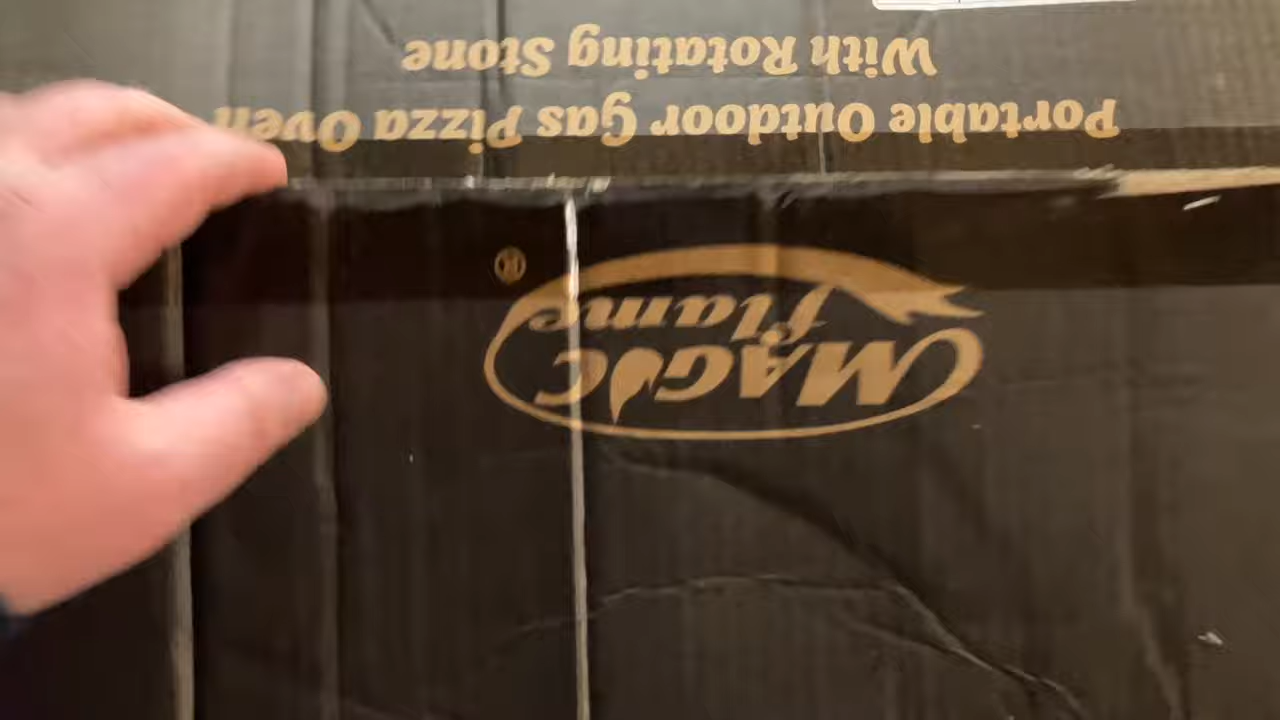 MAGIC
Flame
®
Portable Outdoor Gas Pizza Oven
With Rotating Stone